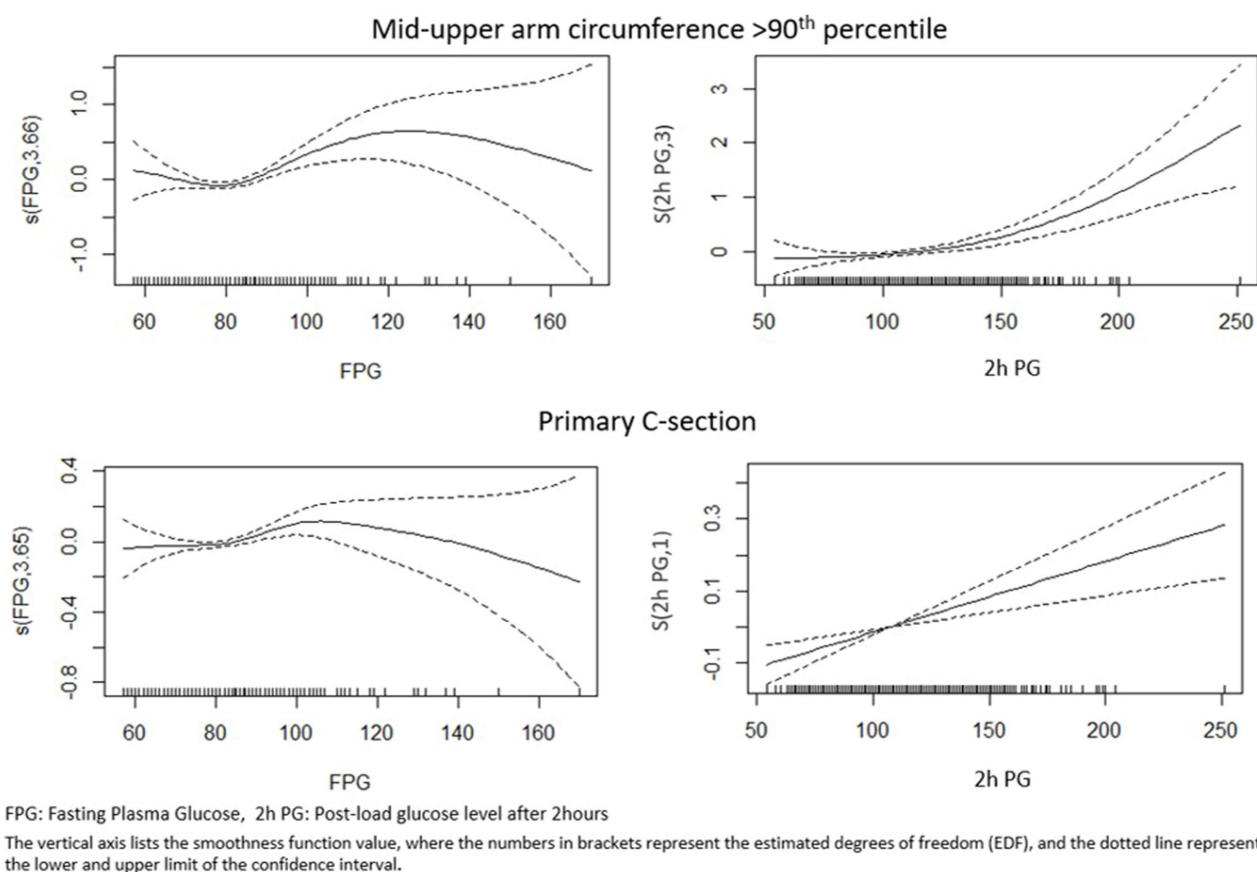 Mid-upper arm circumference >90th percentile
s(FPG,3.66)
1.0
0.0
-1.0
60 80 100 120 140 160
FPG
S(2h PG,3)
3
2
1
0
50 100 150 200 250
2h PG
Primary C-section
s(FPG,3.65)
0.4
0.0
-0.4
-0.8
60 80 100 120 140 160
FPG
S(2h PG,1)
0.3
0.1
-0.1
50 100 150 200 250
2h PG
FPG: Fasting Plasma Glucose, 2h PG: Post-load glucose level after 2hours
The vertical axis lists the smoothness function value, where the numbers in brackets represent the estimated degrees of freedom (EDF), and the dotted line represent
the lower and upper limit of the confidence interval.